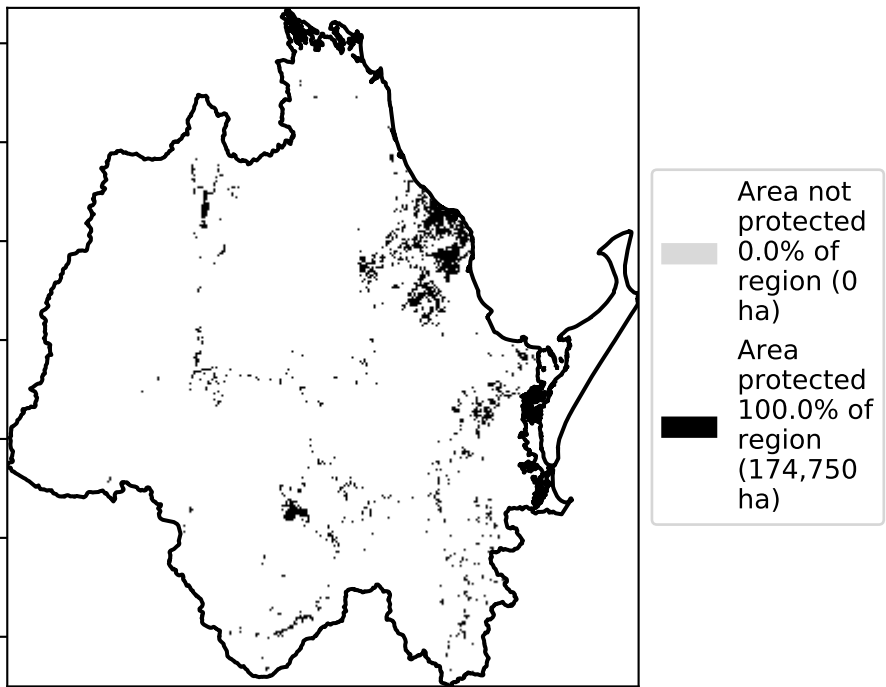 Area not
protected
0.0% of
region (0
ha)
Area
protected
100.0% of
region
(174,750
ha)